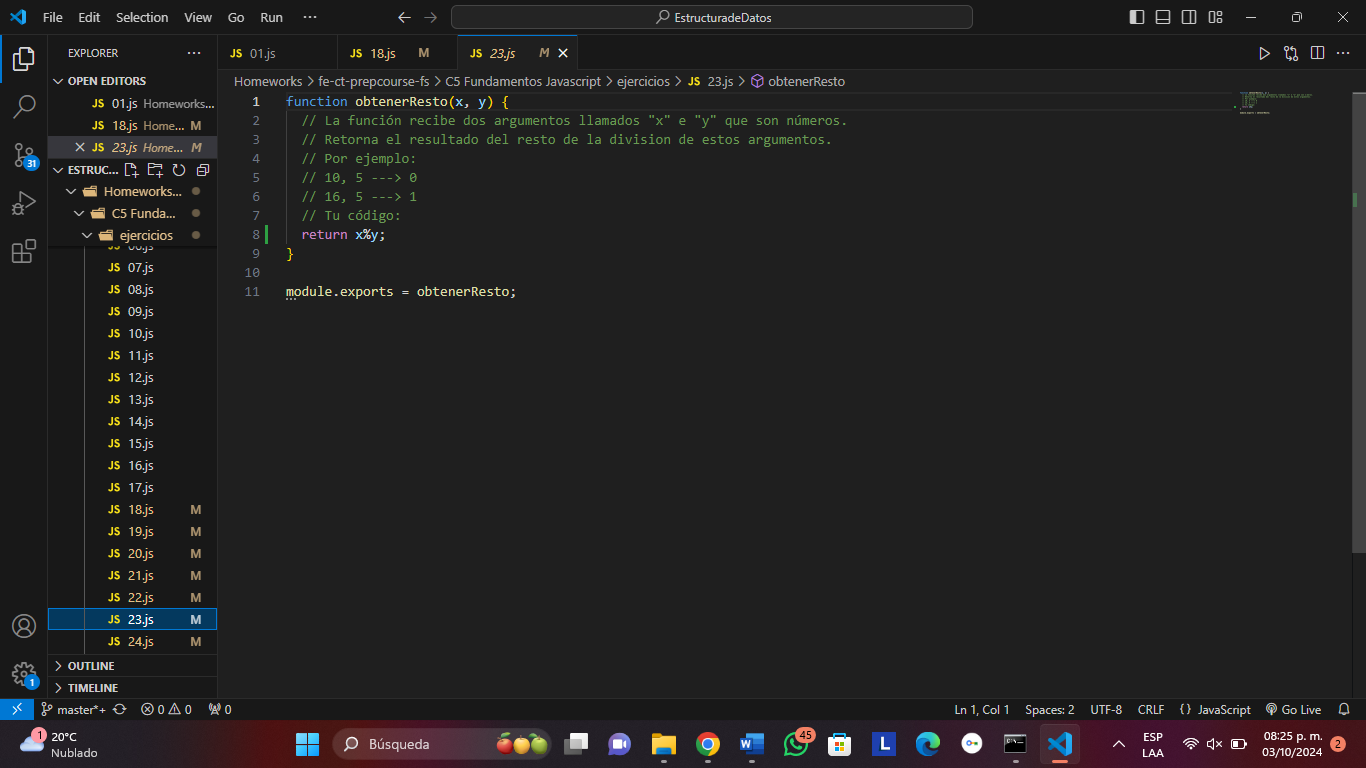 File Edit Selection View Go Run ··· EstructuradeDatos
EXPLORER ···
OPEN EDITORS
JS 01.js Homeworks...
JS 18.js Home... M
JS 23.js Home... M
ESTRUC...
Homeworks...
C5 Funda...
ejercicios
JS 06.js
JS 07.js
JS 08.js
JS 09.js
JS 10.js
JS 11.js
JS 12.js
JS 13.js
JS 14.js
JS 15.js
JS 16.js
JS 17.js
JS 18.js M
JS 19.js M
JS 20.js M
JS 21.js M
JS 22.js M
JS 23.js M
JS 24.js M
OUTLINE
TIMELINE
31
1
JS 01.js JS 18.js M JS 23.js M
Homeworks > fe-ct-prepcourse-fs > C5 Fundamentos Javascript > ejercicios > JS 23.js > obtenerResto
1 function obtenerResto(x, y) {
2 // La función recibe dos argumentos llamados "x" e "y" que son números.
3 // Retorna el resultado del resto de la division de estos argumentos.
4 // Por ejemplo:
5 // 10, 5 ---> 0
6 // 16, 5 ---> 1
7 // Tu código:
8 return x%y;
9 }
10
11 module.exports = obtenerResto;
master*+ 0 0 0 Ln 1, Col 1 Spaces: 2 UTF-8 CRLF {} JavaScript Go Live
1 20°C
Nublado
Búsqueda
45
L
ESP
LAA
08:25 p. m.
03/10/2024
2